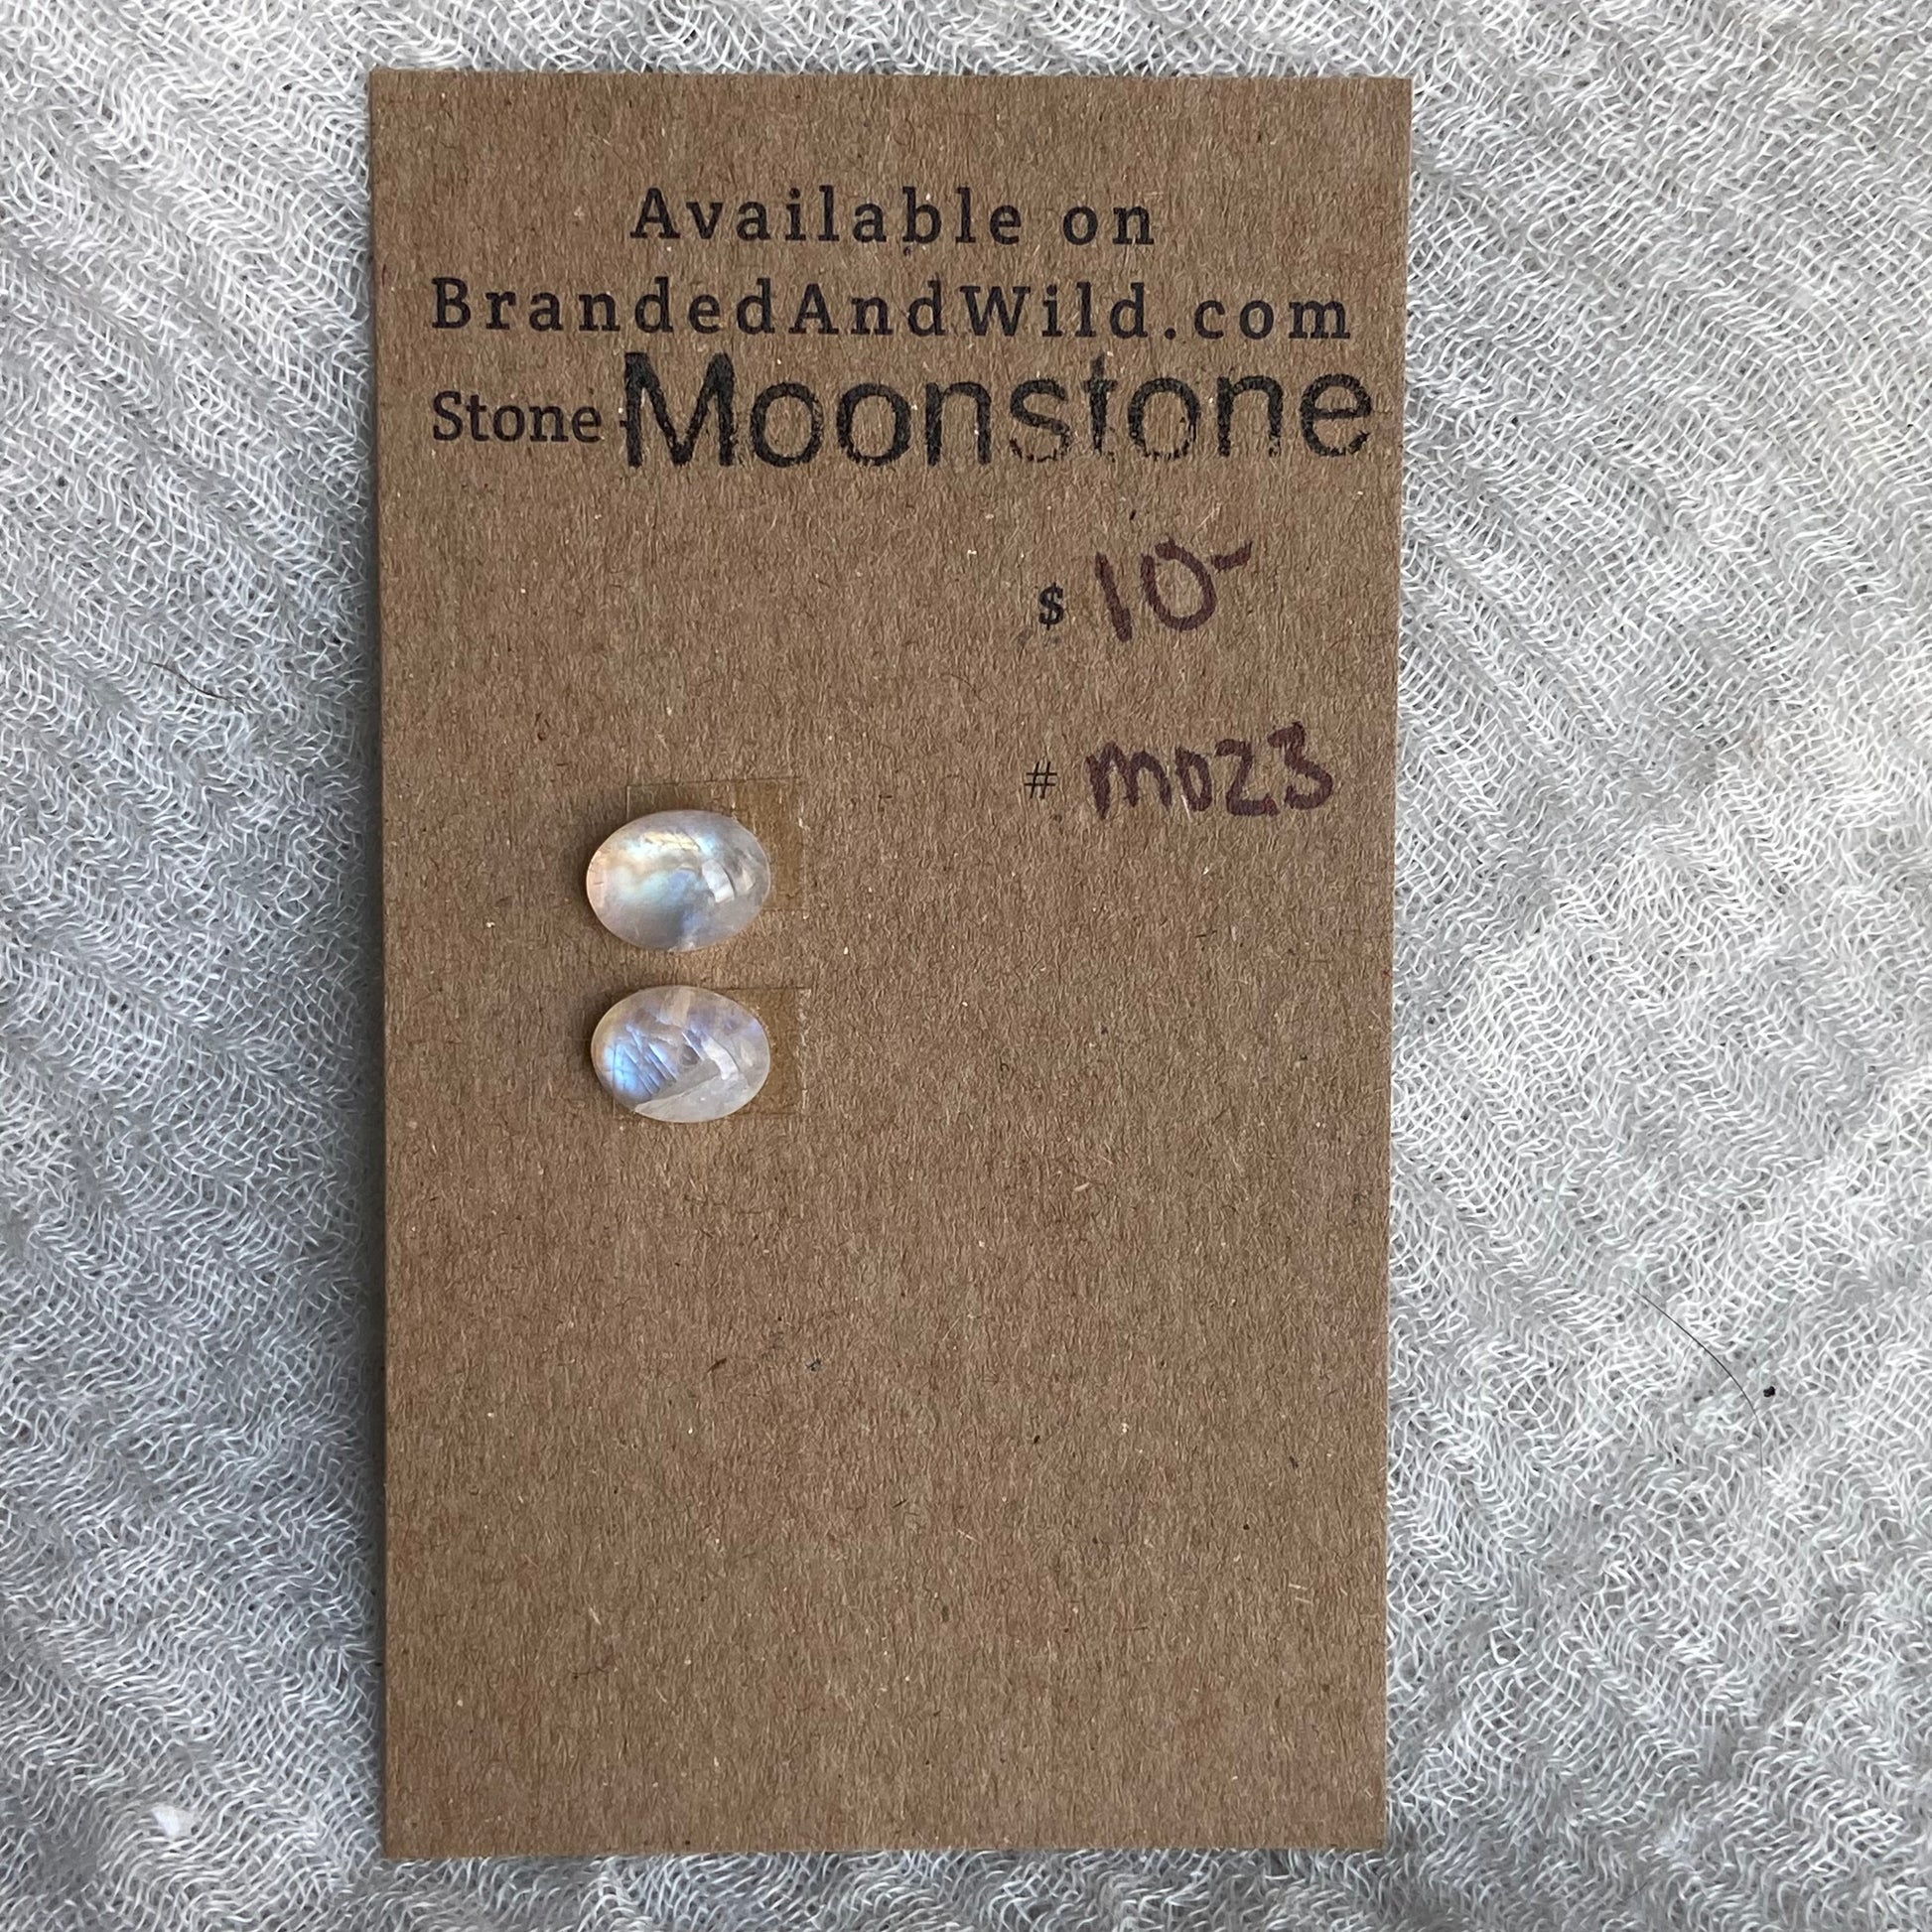 Available on
BrandedAndWild.com
Stone Moonstone
$ 10-
# MO23